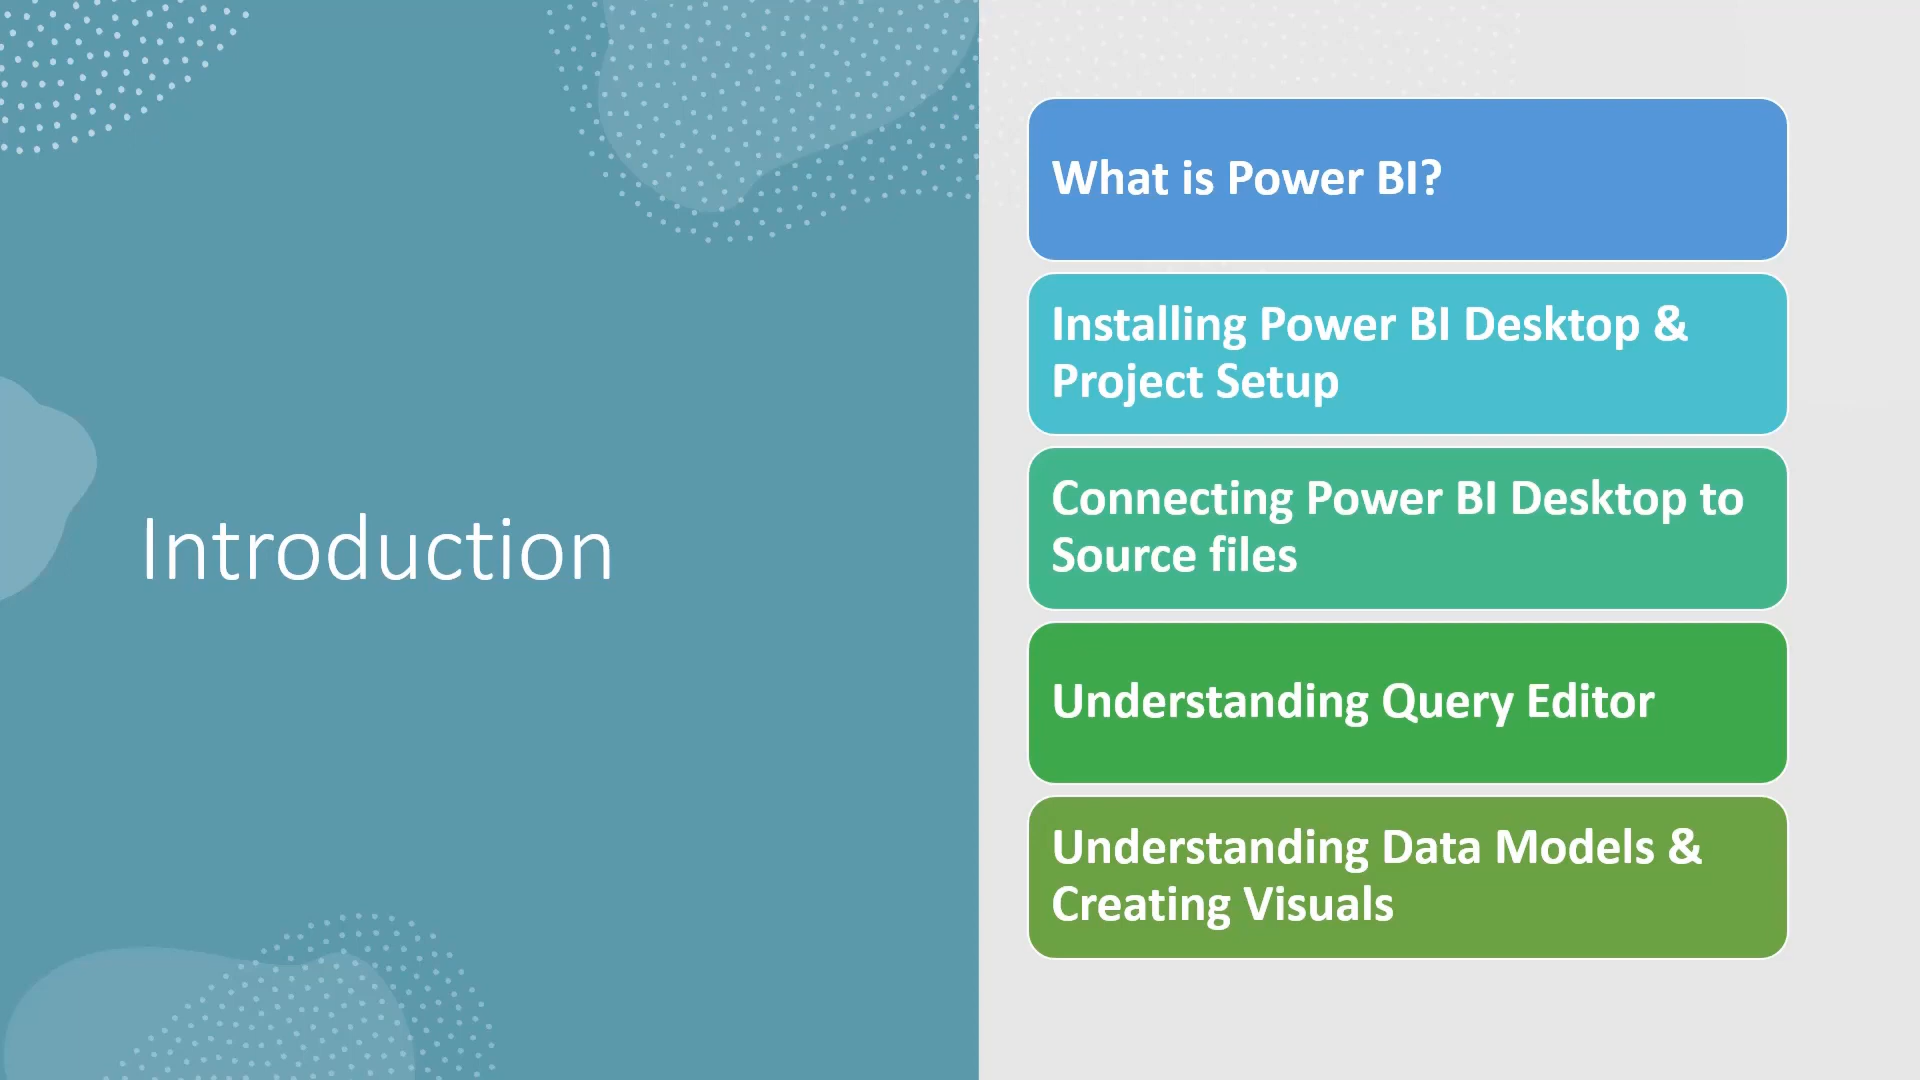 Introduction
What is Power BI?
Installing Power BI Desktop &
Project Setup
Connecting Power BI Desktop to
Source files
Understanding Query Editor
Understanding Data Models &
Creating Visuals